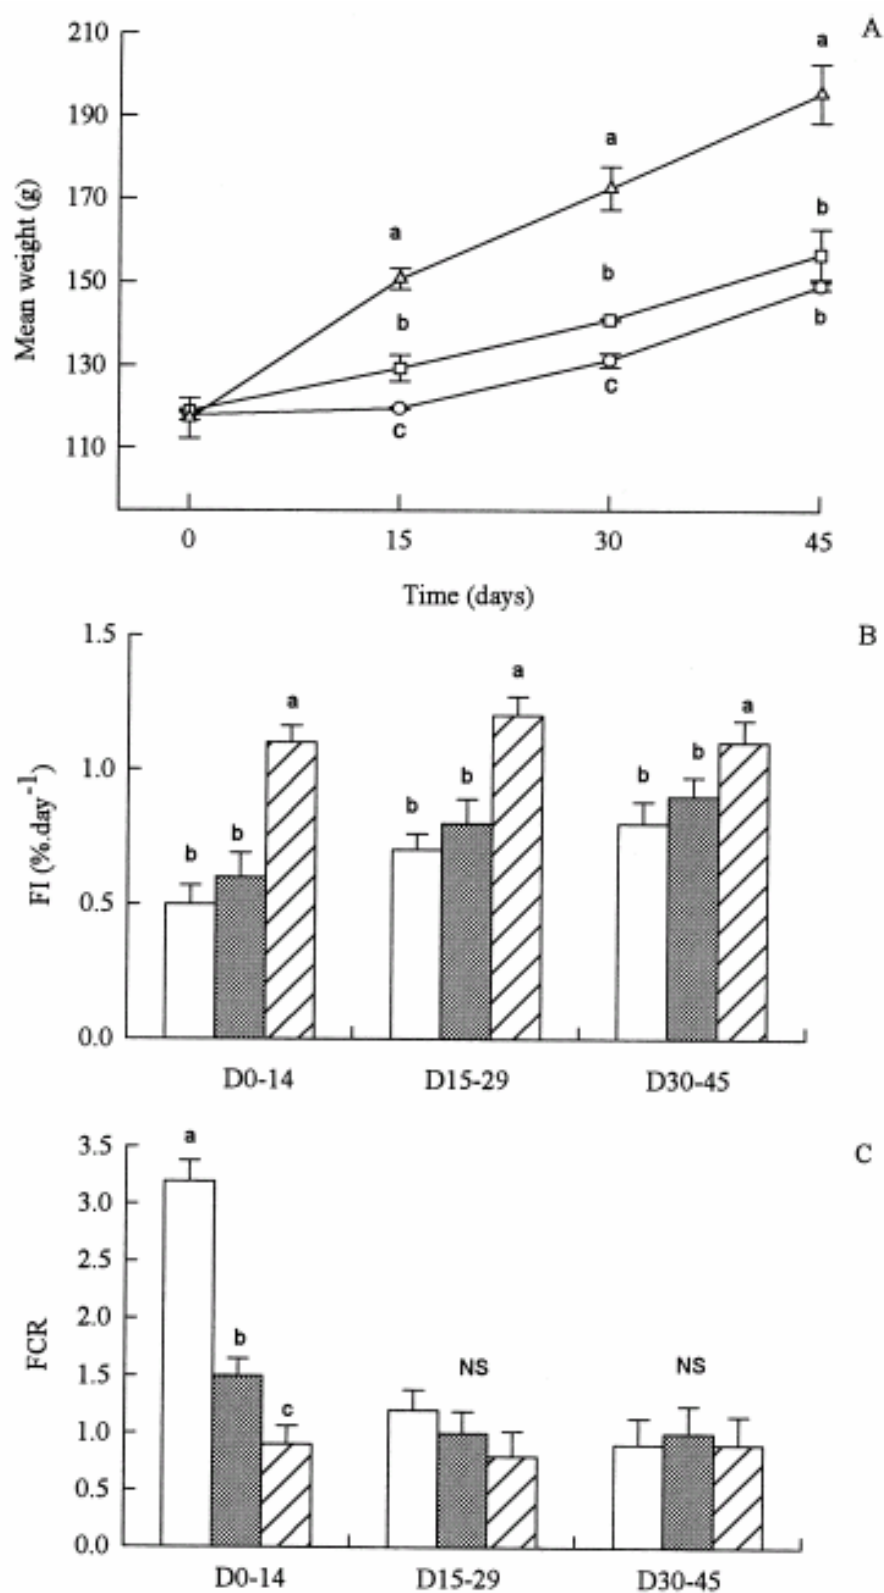 A
210
190
170
150
130
110
Mean weight (g)
a
a
a
b
b
b
b
c
c
0 15 30 45
Time (days)
B
1.5
1.0
0.5
0.0
FI (%.day⁻¹)
b b a
b b a
b b a
D0-14 D15-29 D30-45
C
3.5
3.0
2.5
2.0
1.5
1.0
0.5
0.0
FCR
a
b
c
NS
NS
D0-14 D15-29 D30-45